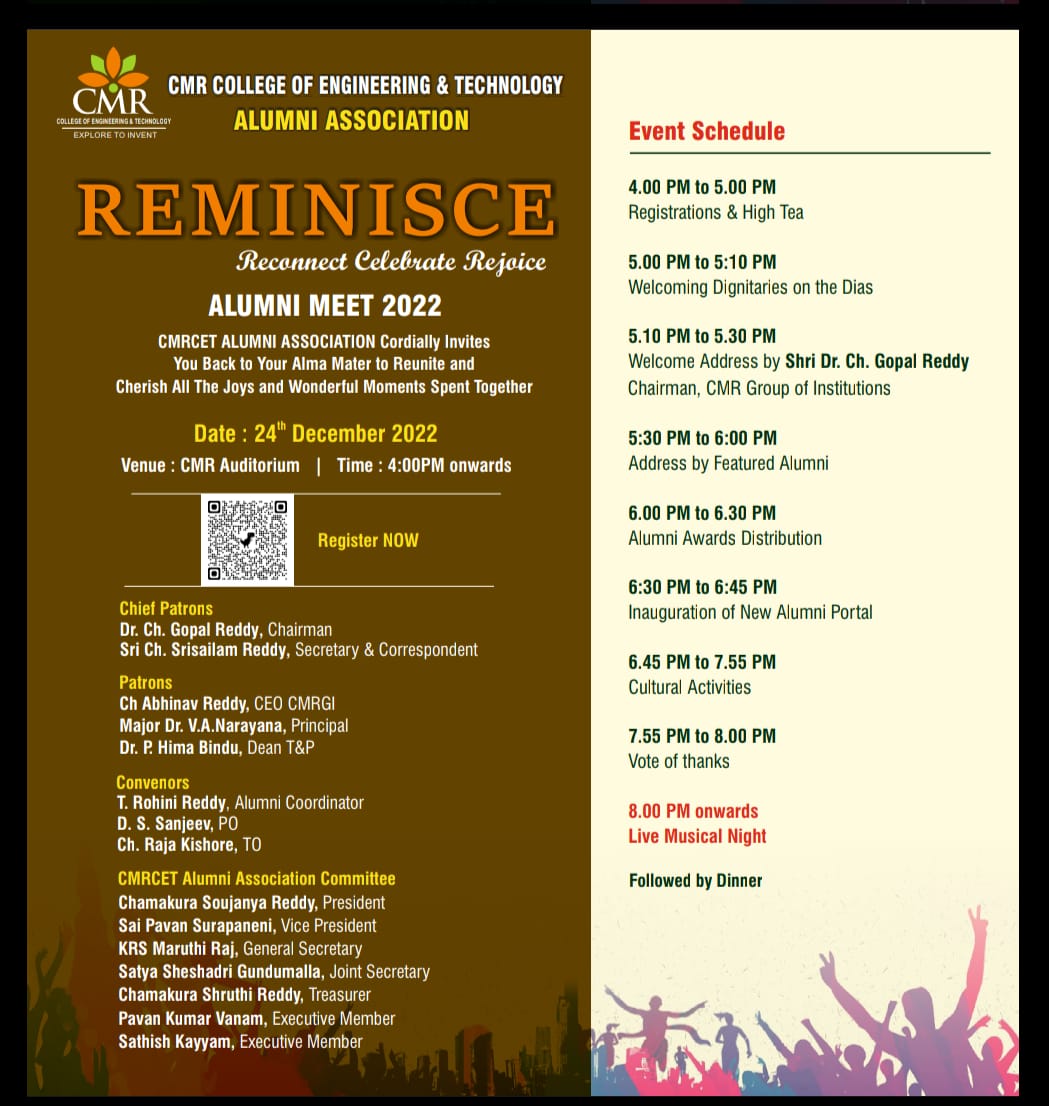 CMR
COLLEGE OF ENGINEERING & TECHNOLOGY
EXPLORE TO INVENT
CMR COLLEGE OF ENGINEERING & TECHNOLOGY
ALUMNI ASSOCIATION
REMINISCE
Reconnect Celebrate Rejoice
ALUMNI MEET 2022
CMRCET ALUMNI ASSOCIATION Cordially Invites
You Back to Your Alma Mater to Reunite and
Cherish All The Joys and Wonderful Moments Spent Together
Date : 24th December 2022
Venue : CMR Auditorium | Time : 4:00PM onwards
Register NOW
Chief Patrons
Dr. Ch. Gopal Reddy, Chairman
Sri Ch. Srisailam Reddy, Secretary & Correspondent
Patrons
Ch Abhinav Reddy, CEO CMRGI
Major Dr. V.A.Narayana, Principal
Dr. P. Hima Bindu, Dean T&P
Convenors
T. Rohini Reddy, Alumni Coordinator
D. S. Sanjeev, PO
Ch. Raja Kishore, TO
CMRCET Alumni Association Committee
Chamakura Soujanya Reddy, President
Sai Pavan Surapaneni, Vice President
KRS Maruthi Raj, General Secretary
Satya Sheshadri Gundumalla, Joint Secretary
Chamakura Shruthi Reddy, Treasurer
Pavan Kumar Vanam, Executive Member
Sathish Kayyam, Executive Member
Event Schedule
4.00 PM to 5.00 PM
Registrations & High Tea
5.00 PM to 5:10 PM
Welcoming Dignitaries on the Dias
5.10 PM to 5.30 PM
Welcome Address by Shri Dr. Ch. Gopal Reddy
Chairman, CMR Group of Institutions
5:30 PM to 6:00 PM
Address by Featured Alumni
6.00 PM to 6.30 PM
Alumni Awards Distribution
6:30 PM to 6:45 PM
Inauguration of New Alumni Portal
6.45 PM to 7.55 PM
Cultural Activities
7.55 PM to 8.00 PM
Vote of thanks
8.00 PM onwards
Live Musical Night
Followed by Dinner